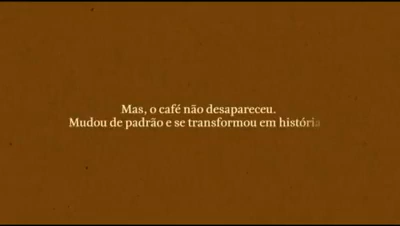 Mas, o café não desapareceu.
Mudou de padrão e se transformou em história